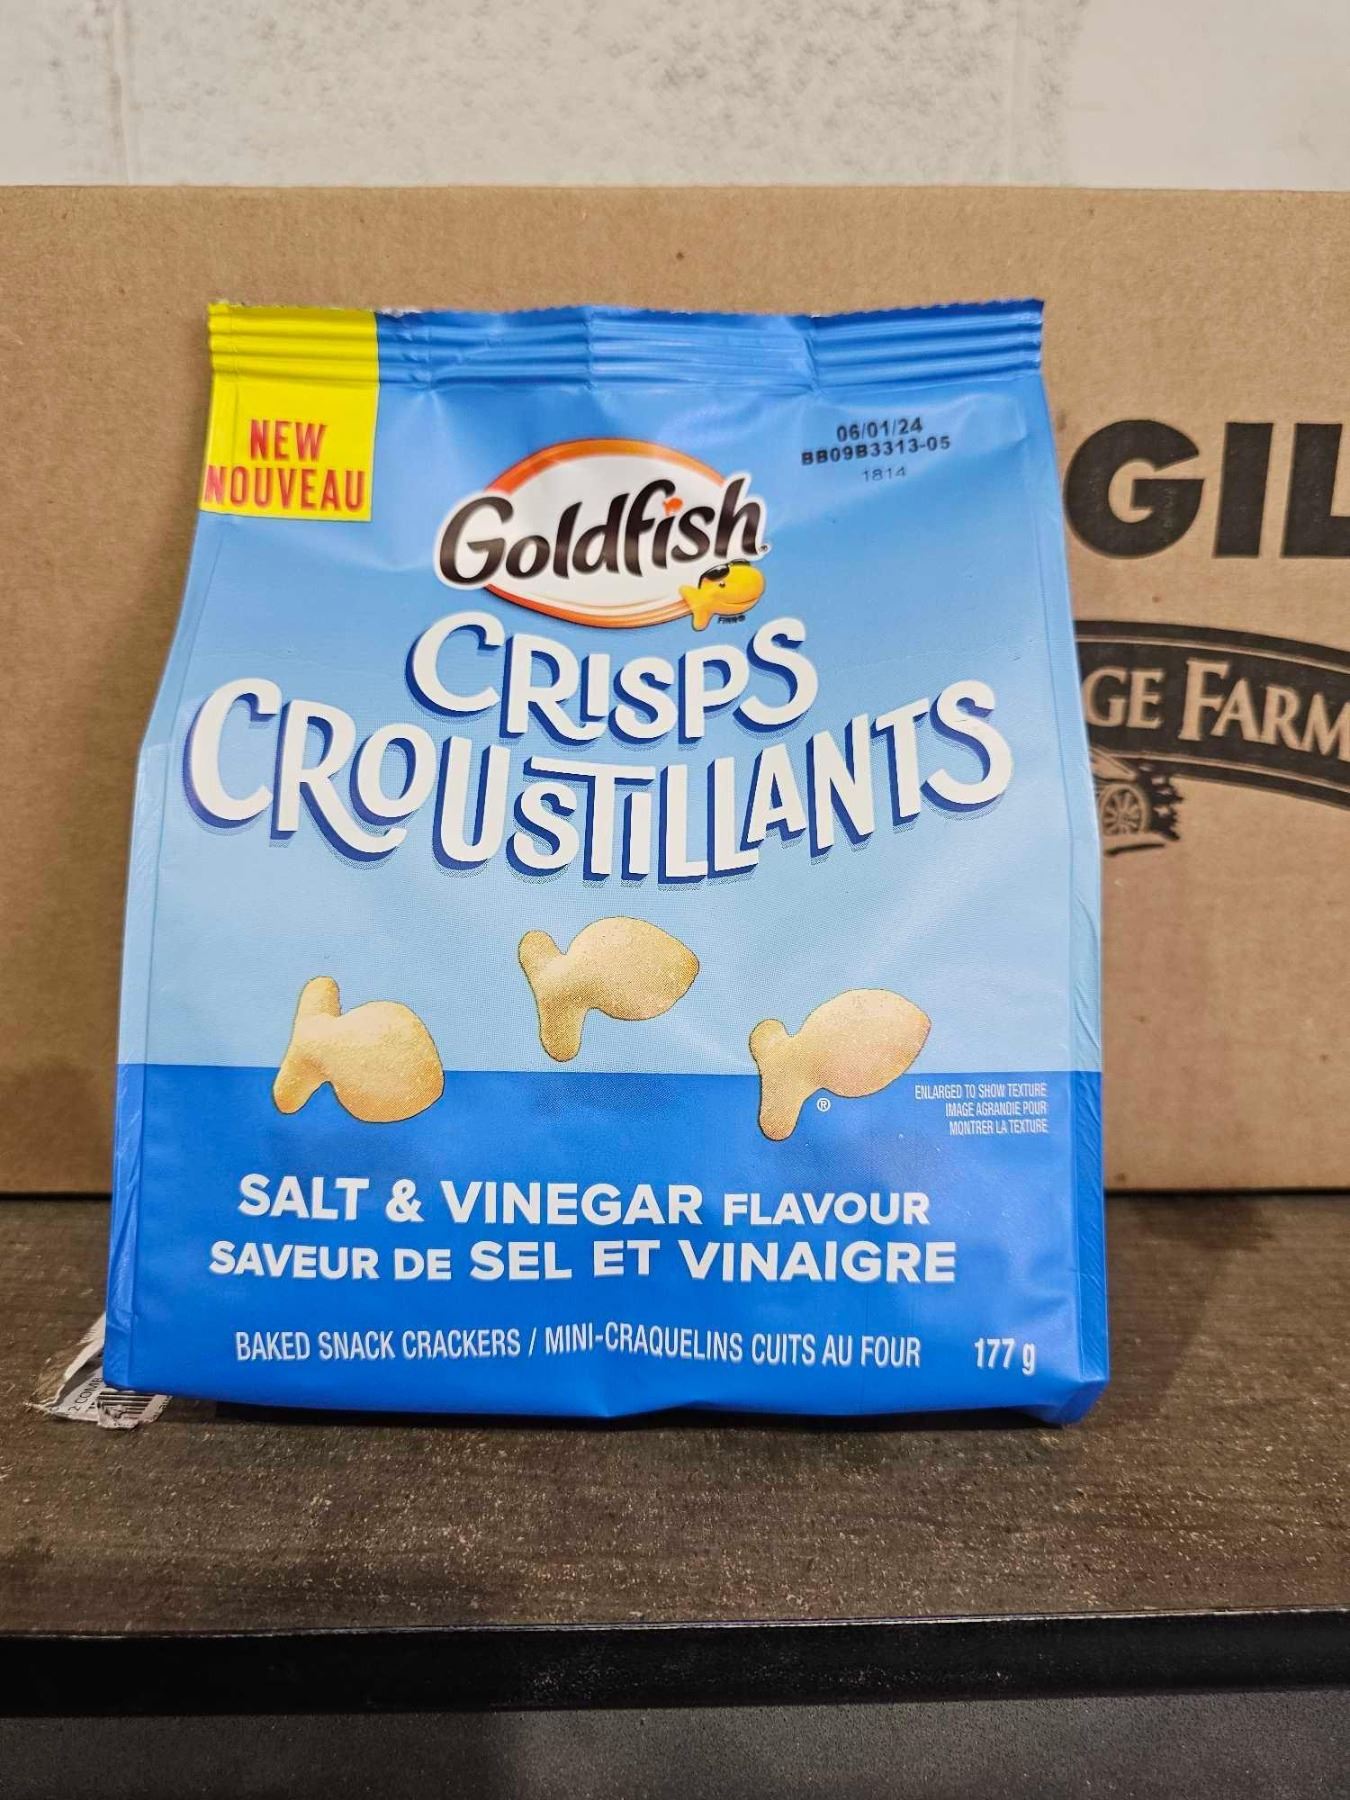 NEW
NOUVEAU
06/01/24
BB09B3313-05
1814
Goldfish
FINN®
CRISPS
CROUSTILLANTS
®
ENLARGED TO SHOW TEXTURE
IMAGE AGRANDIE POUR
MONTRER LA TEXTURE
SALT & VINEGAR FLAVOUR
SAVEUR DE SEL ET VINAIGRE
BAKED SNACK CRACKERS / MINI-CRAQUELINS CUITS AU FOUR 177 g
GIL
GE FARM